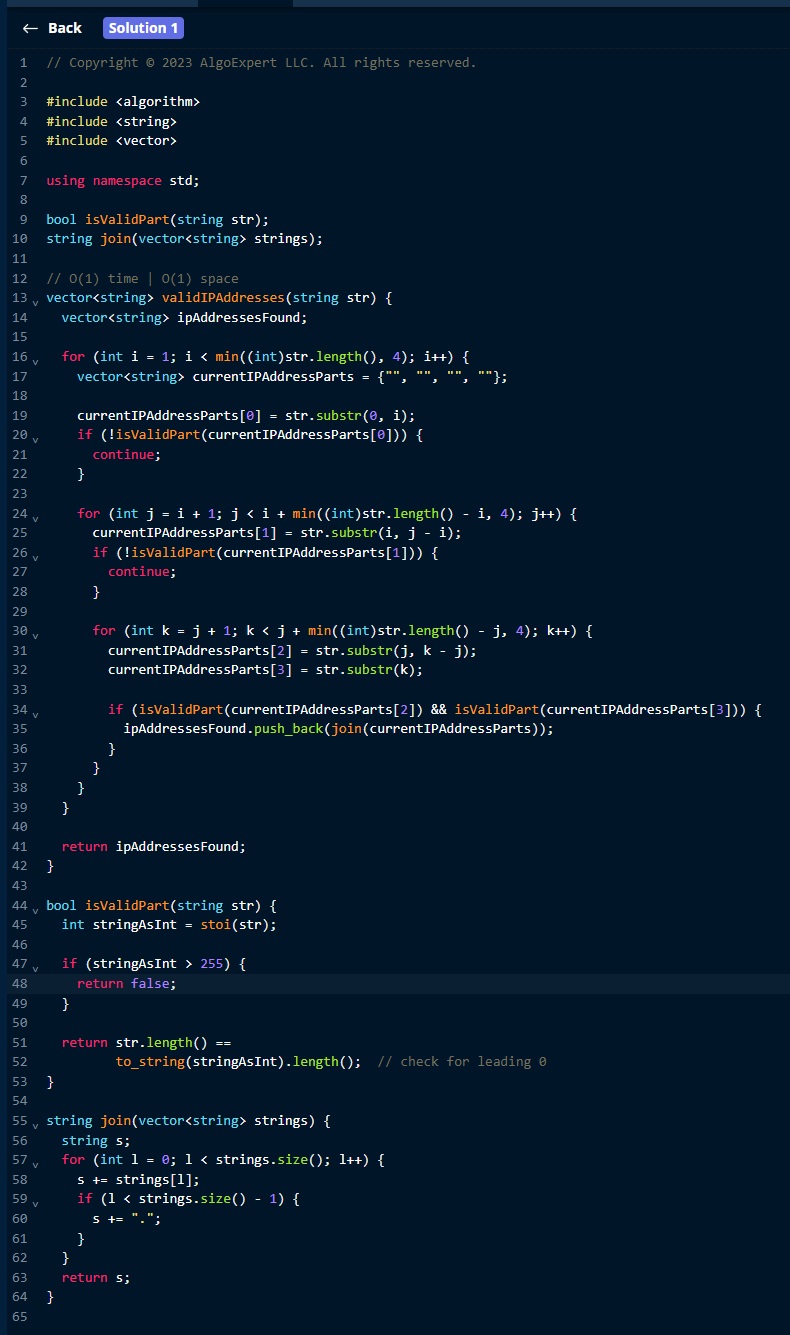 ← Back Solution 1
1 // Copyright © 2023 AlgoExpert LLC. All rights reserved.
2
3 #include <algorithm>
4 #include <string>
5 #include <vector>
6
7 using namespace std;
8
9 bool isValidPart(string str);
10 string join(vector<string> strings);
11
12 // O(1) time | O(1) space
13 vector<string> validIPAddresses(string str) {
14   vector<string> ipAddressesFound;
15
16   for (int i = 1; i < min((int)str.length(), 4); i++) {
17     vector<string> currentIPAddressParts = {"", "", "", ""};
18
19     currentIPAddressParts[0] = str.substr(0, i);
20     if (!isValidPart(currentIPAddressParts[0])) {
21       continue;
22     }
23
24     for (int j = i + 1; j < i + min((int)str.length() - i, 4); j++) {
25       currentIPAddressParts[1] = str.substr(i, j - i);
26       if (!isValidPart(currentIPAddressParts[1])) {
27         continue;
28       }
29
30       for (int k = j + 1; k < j + min((int)str.length() - j, 4); k++) {
31         currentIPAddressParts[2] = str.substr(j, k - j);
32         currentIPAddressParts[3] = str.substr(k);
33
34         if (isValidPart(currentIPAddressParts[2]) && isValidPart(currentIPAddressParts[3])) {
35           ipAddressesFound.push_back(join(currentIPAddressParts));
36         }
37       }
38     }
39   }
40
41   return ipAddressesFound;
42 }
43
44 bool isValidPart(string str) {
45   int stringAsInt = stoi(str);
46
47   if (stringAsInt > 255) {
48     return false;
49   }
50
51   return str.length() ==
52          to_string(stringAsInt).length();  // check for leading 0
53 }
54
55 string join(vector<string> strings) {
56   string s;
57   for (int l = 0; l < strings.size(); l++) {
58     s += strings[l];
59     if (l < strings.size() - 1) {
60       s += ".";
61     }
62   }
63   return s;
64 }
65